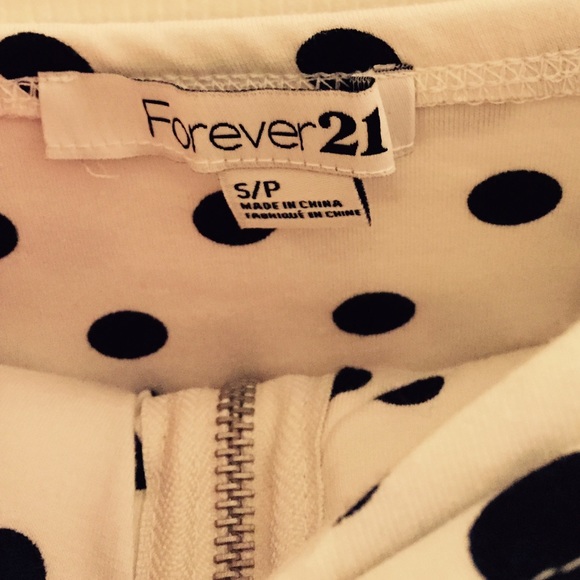 Forever21
S/P
MADE IN CHINA
FABRIQUÉ EN CHINE